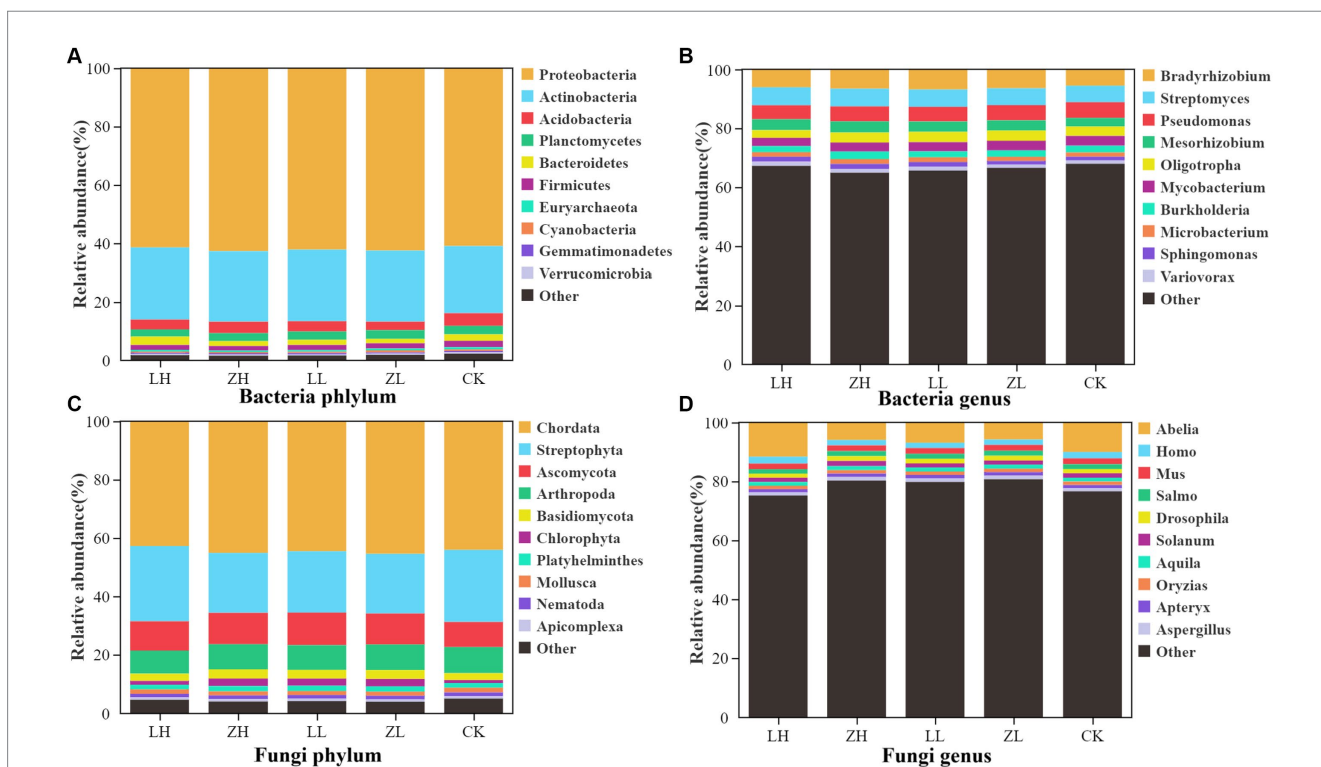 A
100
80
60
40
20
0
Relative abundance(%)
LH ZH LL ZL CK
Bacteria phlylum
Proteobacteria
Actinobacteria
Acidobacteria
Planctomycetes
Bacteroidetes
Firmicutes
Euryarchaeota
Cyanobacteria
Gemmatimonadetes
Verrucomicrobia
Other
B
100
80
60
40
20
0
Relative abundance(%)
LH ZH LL ZL CK
Bacteria genus
Bradyrhizobium
Streptomyces
Pseudomonas
Mesorhizobium
Oligotropha
Mycobacterium
Burkholderia
Microbacterium
Sphingomonas
Variovorax
Other
C
100
80
60
40
20
0
Relative abundance(%)
LH ZH LL ZL CK
Fungi phylum
Chordata
Streptophyta
Ascomycota
Arthropoda
Basidiomycota
Chlorophyta
Platyhelminthes
Mollusca
Nematoda
Apicomplexa
Other
D
100
80
60
40
20
0
Relative abundance(%)
LH ZH LL ZL CK
Fungi genus
Abelia
Homo
Mus
Salmo
Drosophila
Solanum
Aquila
Oryzias
Apteryx
Aspergillus
Other